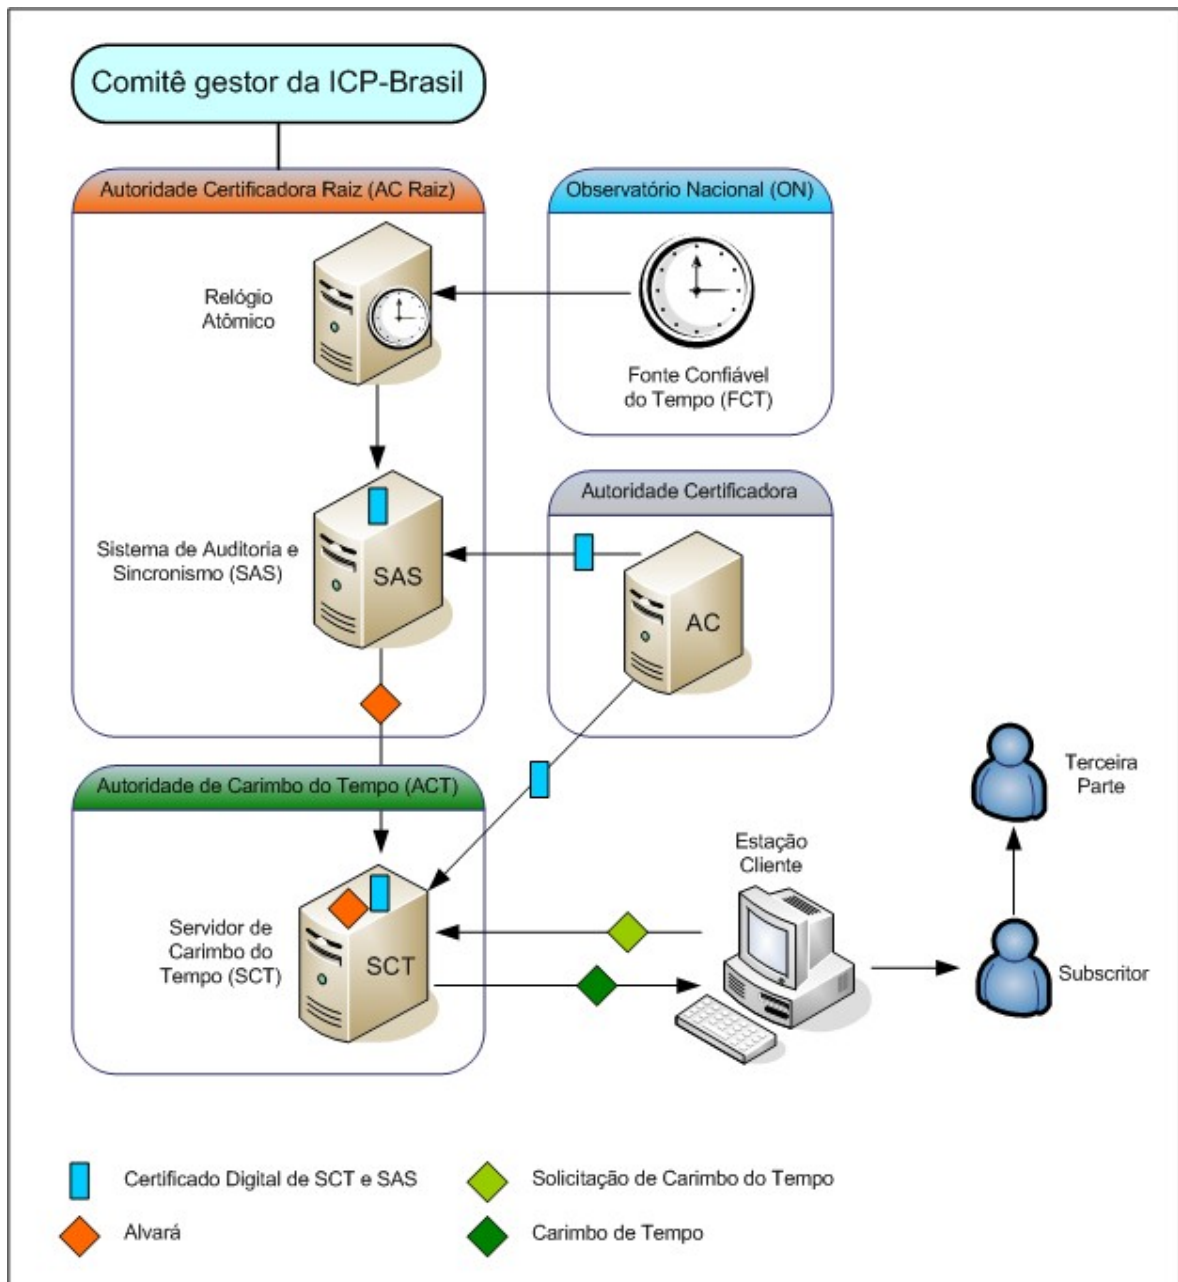 Comitê gestor da ICP-Brasil
Autoridade Certificadora Raiz (AC Raiz)
Observatório Nacional (ON)
Relógio
Atômico
Fonte Confiável
do Tempo (FCT)
Autoridade Certificadora
Sistema de Auditoria e
Sincronismo (SAS)
SAS
AC
Autoridade de Carimbo do Tempo (ACT)
Terceira
Parte
Estação
Cliente
Servidor de
Carimbo do
Tempo (SCT)
SCT
Subscritor
Certificado Digital de SCT e SAS
Solicitação de Carimbo do Tempo
Alvará
Carimbo de Tempo